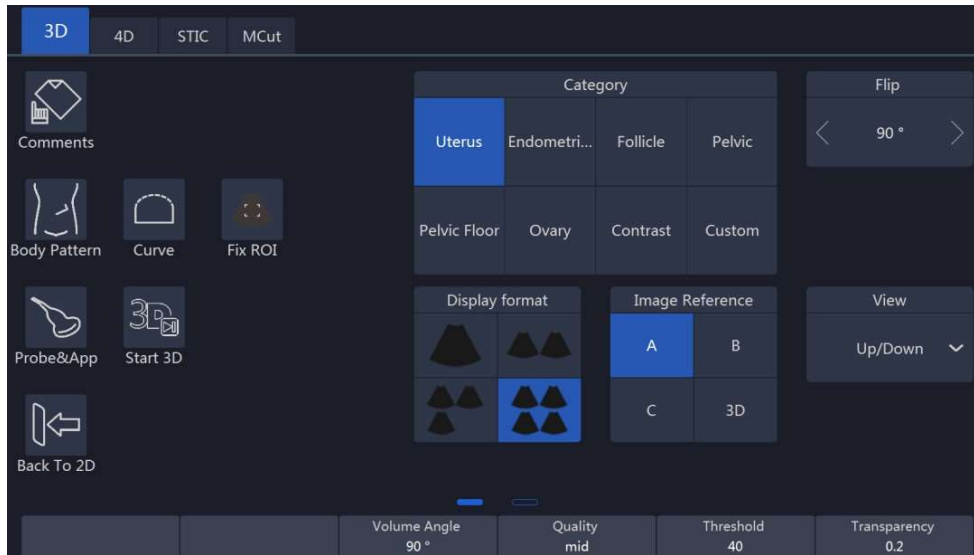 3D 4D STIC MCut
Category
Flip
Comments
Uterus Endometri... Follicle Pelvic
90 °
Pelvic Floor Ovary Contrast Custom
Body Pattern Curve Fix ROI
Display format
Image Reference
View
A B
Up/Down
Probe&App
3D
Start 3D
C 3D
Back To 2D
Volume Angle Quality Threshold Transparency
90 ° mid 40 0.2